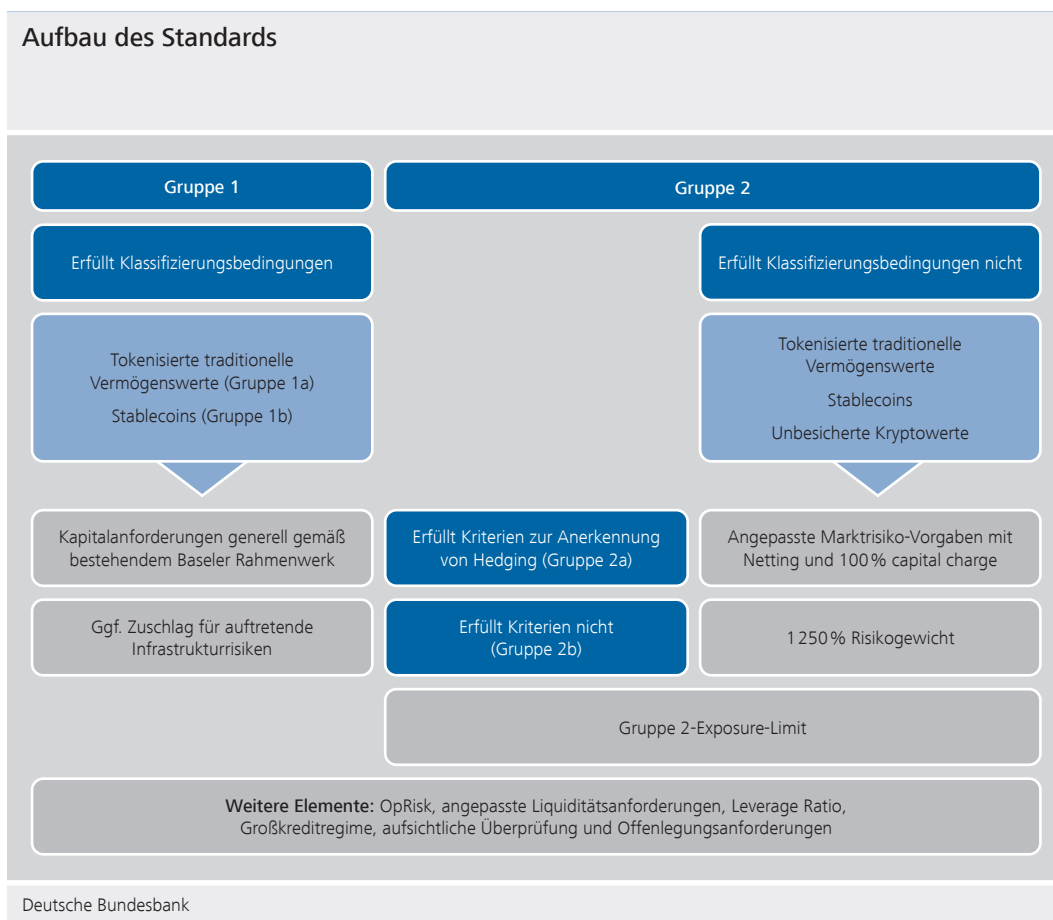 Aufbau des Standards
Gruppe 1
Gruppe 2
Erfüllt Klassifizierungsbedingungen
Erfüllt Klassifizierungsbedingungen nicht
Tokenisierte traditionelle
Vermögenswerte (Gruppe 1a)
Stablecoins (Gruppe 1b)
Tokenisierte traditionelle
Vermögenswerte
Stablecoins
Unbesicherte Kryptowerte
Kapitalanforderungen generell gemäß
bestehendem Baseler Rahmenwerk
Erfüllt Kriterien zur Anerkennung
von Hedging (Gruppe 2a)
Angepasste Marktrisiko-Vorgaben mit
Netting und 100 % capital charge
Ggf. Zuschlag für auftretende
Infrastrukturrisiken
Erfüllt Kriterien nicht
(Gruppe 2b)
1 250 % Risikogewicht
Gruppe 2-Exposure-Limit
Weitere Elemente: OpRisk, angepasste Liquiditätsanforderungen, Leverage Ratio,
Großkreditregime, aufsichtliche Überprüfung und Offenlegungsanforderungen
Deutsche Bundesbank